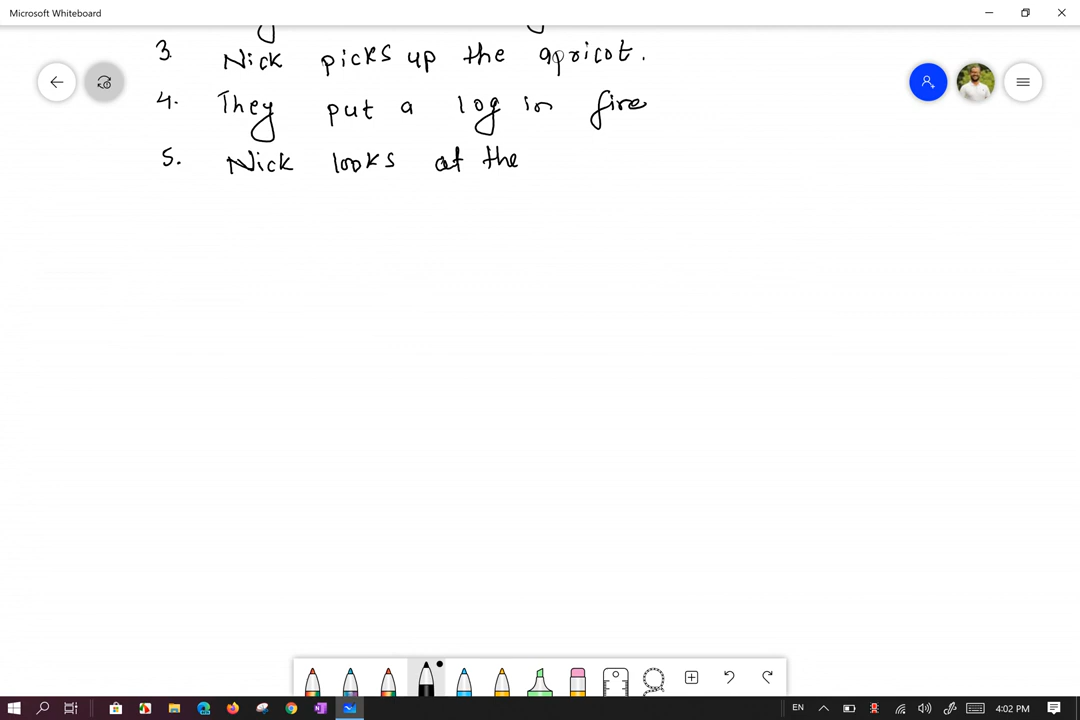 Microsoft Whiteboard
3. Nick picks up the apricot.
4. They put a log in fire
5. Nick looks at the
EN
4:02 PM